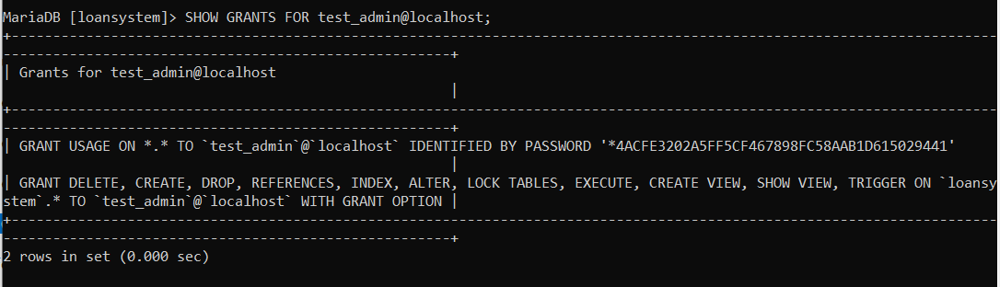 MariaDB [loansystem]> SHOW GRANTS FOR test_admin@localhost;
+-----------------------------------------------------------------------------------------------------------------------------------
------------------------------------------------------------+
| Grants for test_admin@localhost
                                                            |
+-----------------------------------------------------------------------------------------------------------------------------------
------------------------------------------------------------+
| GRANT USAGE ON *.* TO `test_admin`@`localhost` IDENTIFIED BY PASSWORD '*4ACFE3202A5FF5CF467898FC58AAB1D615029441'
                                                            |
| GRANT DELETE, CREATE, DROP, REFERENCES, INDEX, ALTER, LOCK TABLES, EXECUTE, CREATE VIEW, SHOW VIEW, TRIGGER ON `loansy
stem`.* TO `test_admin`@`localhost` WITH GRANT OPTION |
+-----------------------------------------------------------------------------------------------------------------------------------
------------------------------------------------------------+
2 rows in set (0.000 sec)